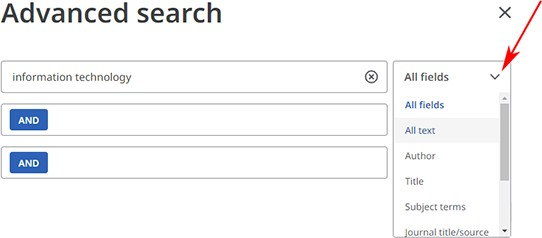 Advanced search
information technology
All fields
All fields
AND
All text
Author
AND
Title
Subject terms
Journal title/source